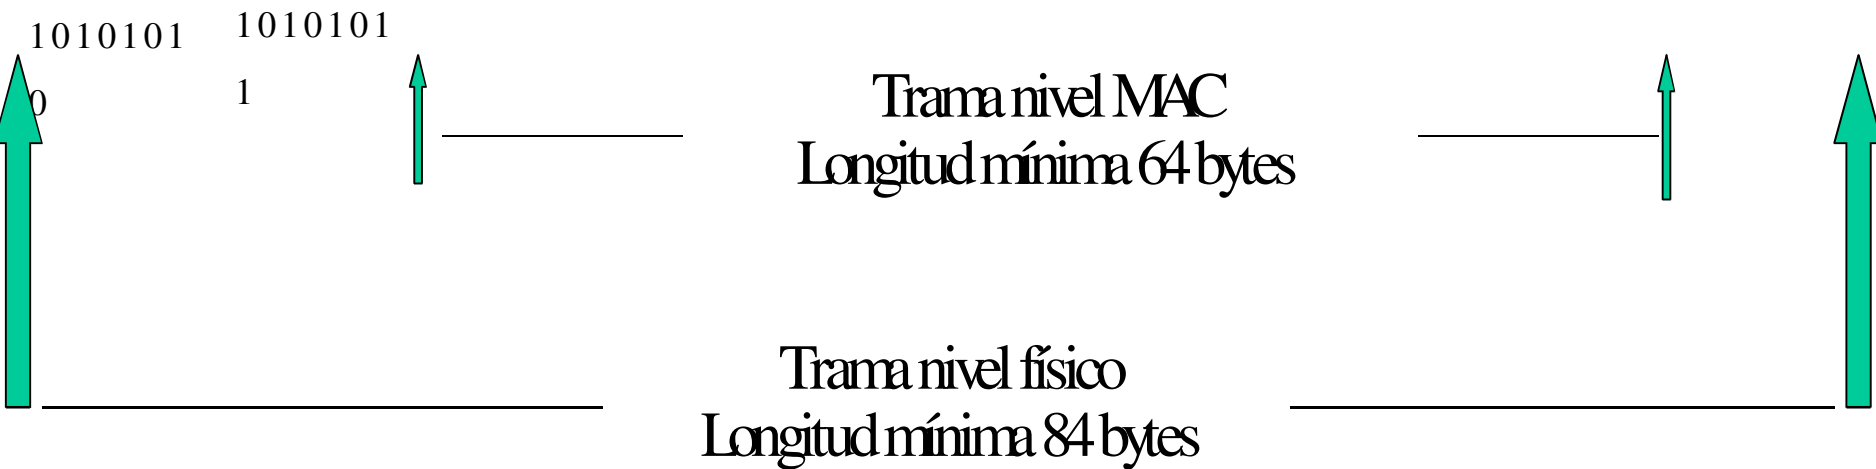 1010101
0
1010101
1
Trama nivel MAC
Longitud mínima 64 bytes
Trama nivel físico
Longitud mínima 84 bytes